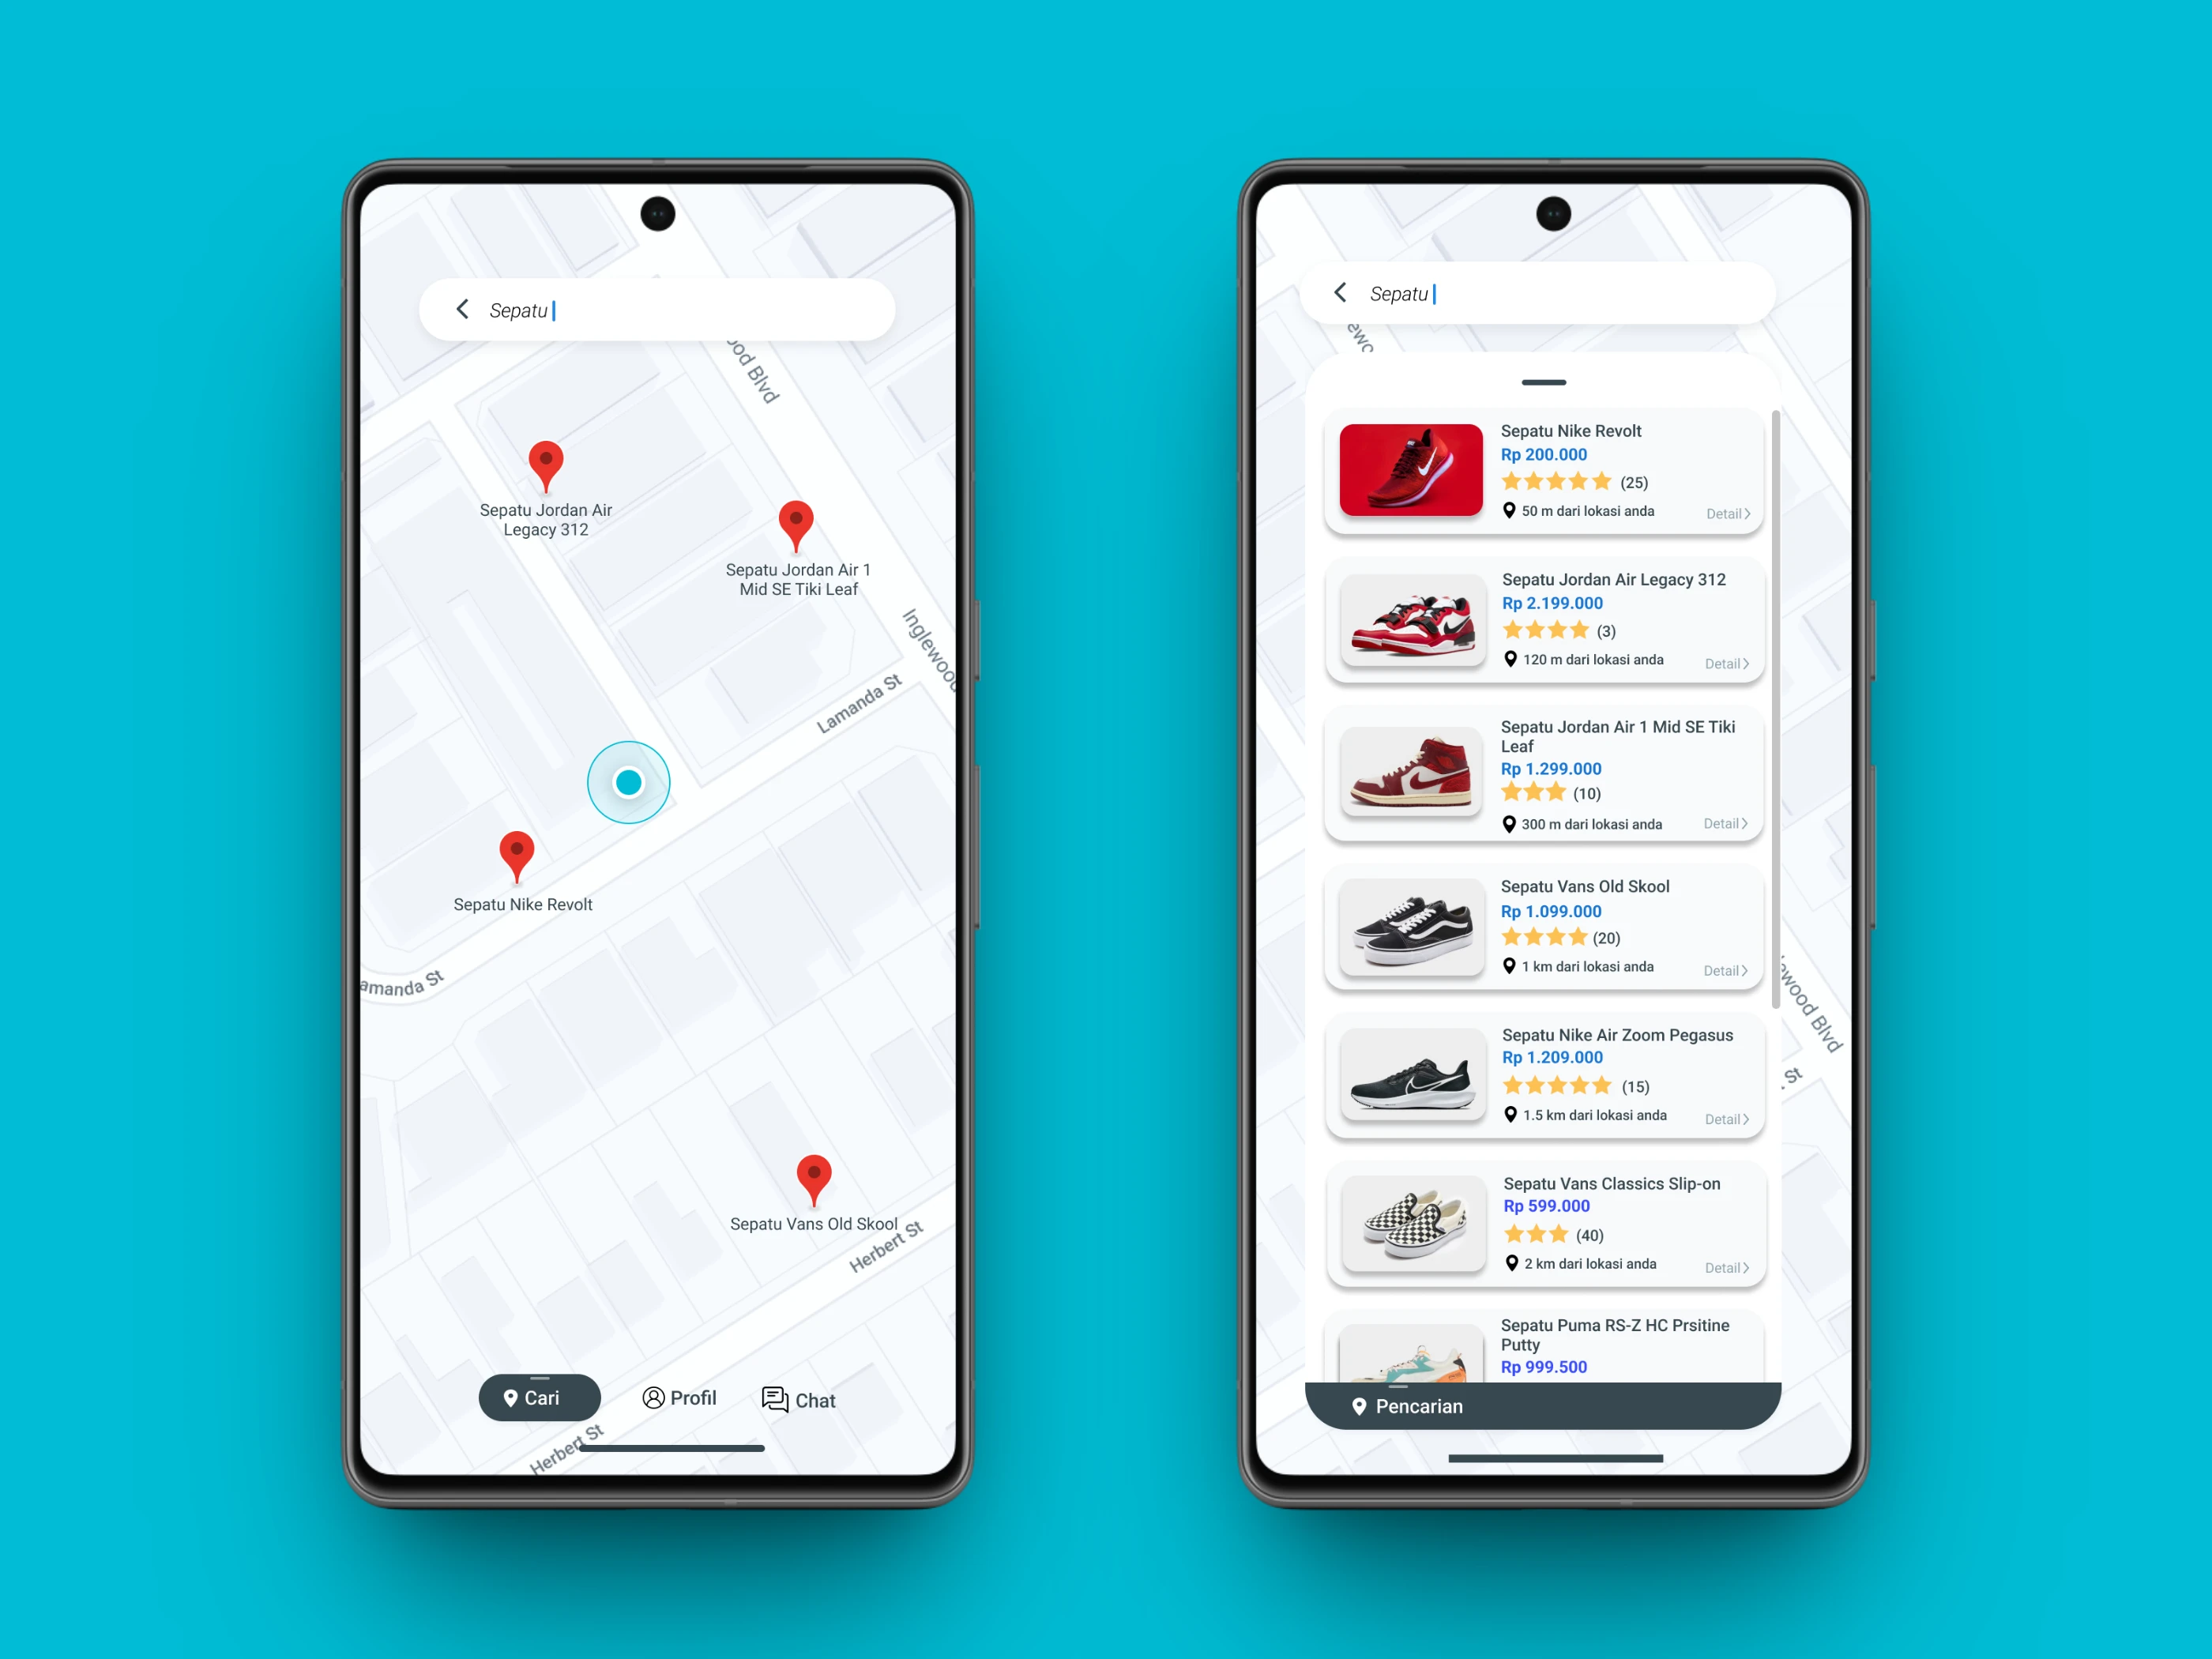 Sepatu
ood Blvd
Sepatu Jordan Air
Legacy 312
Sepatu Jordan Air 1
Mid SE Tiki Leaf
Inglewood
Lamanda St
Sepatu Nike Revolt
amanda St
Sepatu Vans Old Skool
Herbert St
Cari
Profil
Chat
Herbert St
Sepatu
ewo
Sepatu Nike Revolt
Rp 200.000
(25)
50 m dari lokasi anda
Detail
Sepatu Jordan Air Legacy 312
Rp 2.199.000
(3)
120 m dari lokasi anda
Detail
Sepatu Jordan Air 1 Mid SE Tiki
Leaf
Rp 1.299.000
(10)
300 m dari lokasi anda
Detail
Sepatu Vans Old Skool
Rp 1.099.000
(20)
1 km dari lokasi anda
Detail
ewood Blvd
Sepatu Nike Air Zoom Pegasus
Rp 1.209.000
(15)
1.5 km dari lokasi anda
Detail
St
Sepatu Vans Classics Slip-on
Rp 599.000
(40)
2 km dari lokasi anda
Detail
Sepatu Puma RS-Z HC Prsitine
Putty
Rp 999.500
Pencarian